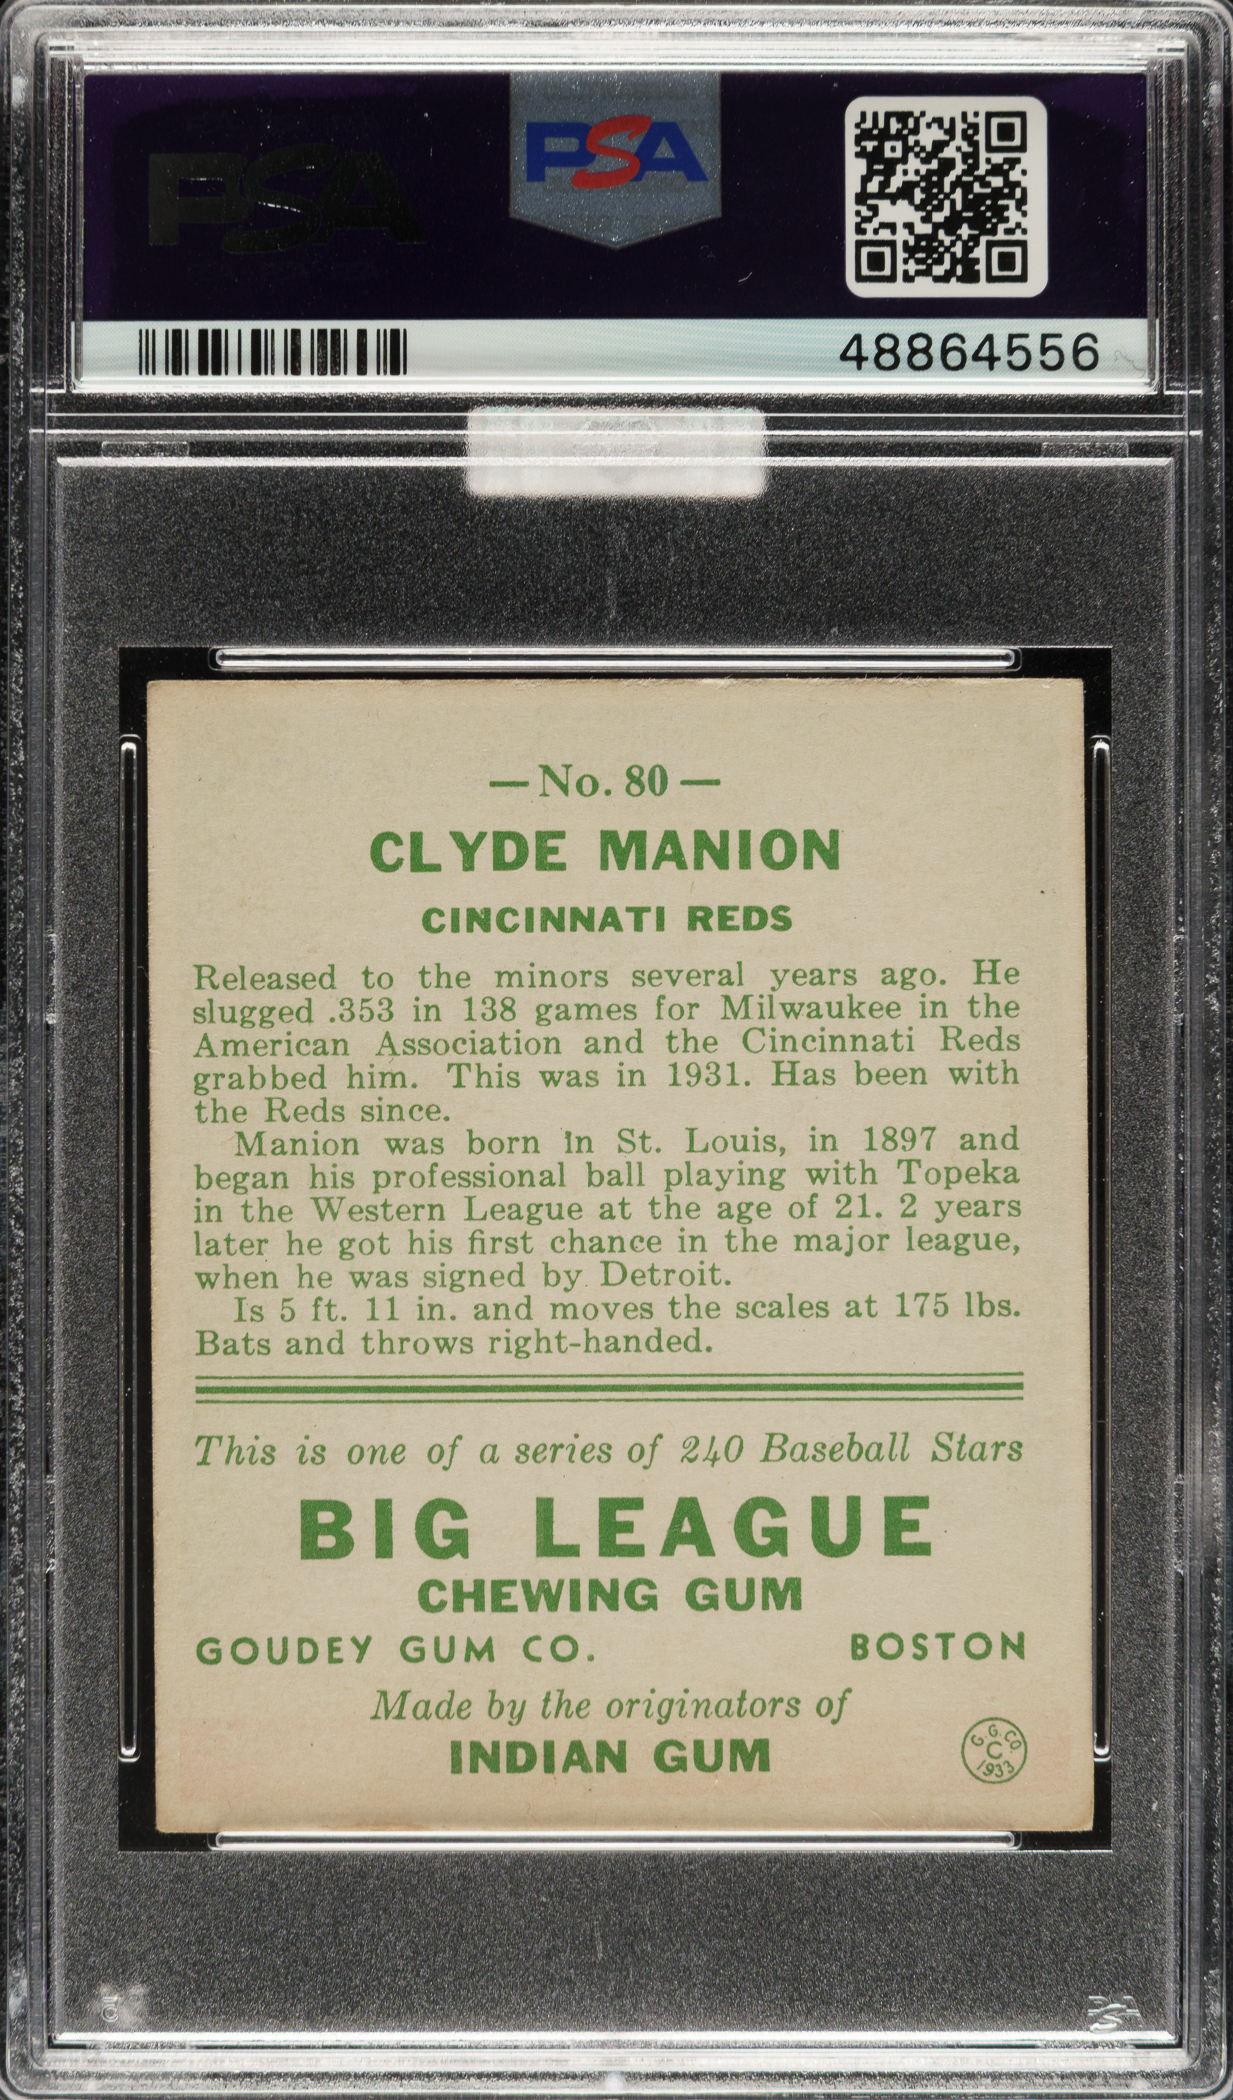 PSA
PSA
48864556
— No. 80 —
CLYDE MANION
CINCINNATI REDS
Released to the minors several years ago. He
slugged .353 in 138 games for Milwaukee in the
American Association and the Cincinnati Reds
grabbed him. This was in 1931. Has been with
the Reds since.
Manion was born in St. Louis, in 1897 and
began his professional ball playing with Topeka
in the Western League at the age of 21. 2 years
later he got his first chance in the major league,
when he was signed by Detroit.
Is 5 ft. 11 in. and moves the scales at 175 lbs.
Bats and throws right-handed.
This is one of a series of 240 Baseball Stars
BIG LEAGUE
CHEWING GUM
GOUDEY GUM CO. BOSTON
Made by the originators of
INDIAN GUM
G. G. CO.
C
1933